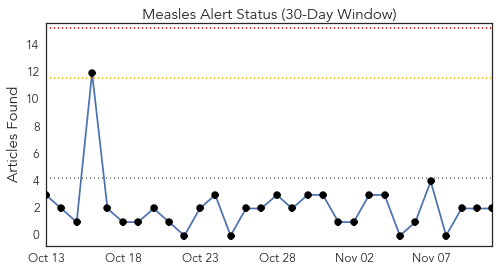 Measles Alert Status (30-Day Window)
Articles Found
14
12
10
8
6
4
2
0
Oct 13 Oct 18 Oct 23 Oct 28 Nov 02 Nov 07